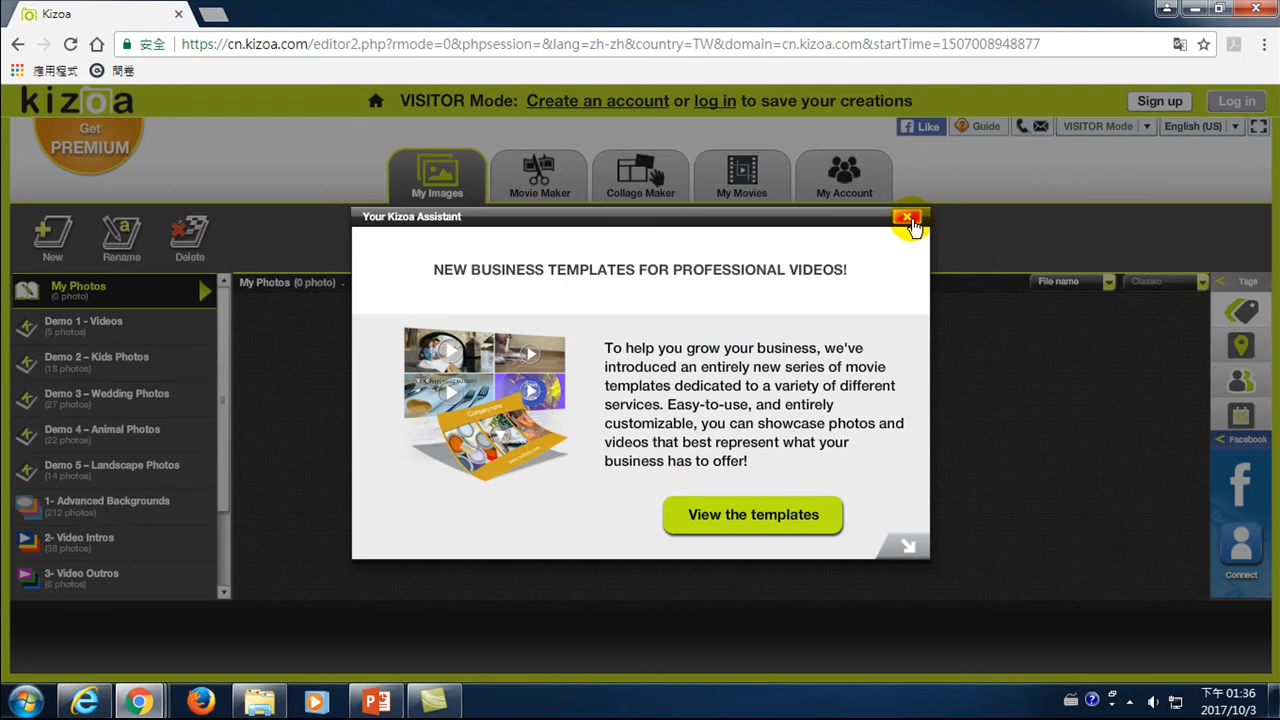 Kizoa
安全
https://cn.kizoa.com/editor2.php?rmode=0&phpsession=&lang=zh-zh&country=TW&domain=cn.kizoa.com&startTime=1507008948877
應用程式
問卷
kizoa
VISITOR Mode: Create an account or log in to save your creations
Sign up
Log in
Get
PREMIUM
Like
Guide
VISITOR Mode
English (US)
My Images
Movie Maker
Collage Maker
My Movies
My Account
New
Rename
Delete
Your Kizoa Assistant
NEW BUSINESS TEMPLATES FOR PROFESSIONAL VIDEOS!
To help you grow your business, we've
introduced an entirely new series of movie
templates dedicated to a variety of different
services. Easy-to-use, and entirely
customizable, you can showcase photos and
videos that best represent what your
business has to offer!
Company name
View the templates
My Photos
(0 photo)
Demo 1 - Videos
(5 photos)
Demo 2 – Kids Photos
(18 photos)
Demo 3 – Wedding Photos
(27 photos)
Demo 4 – Animal Photos
(22 photos)
Demo 5 – Landscape Photos
(14 photos)
1- Advanced Backgrounds
(212 photos)
2- Video Intros
(38 photos)
3- Video Outros
(6 photos)
My Photos (0 photo) -
File name
Classic
Tags
Facebook
Connect
下午 01:36
2017/10/3